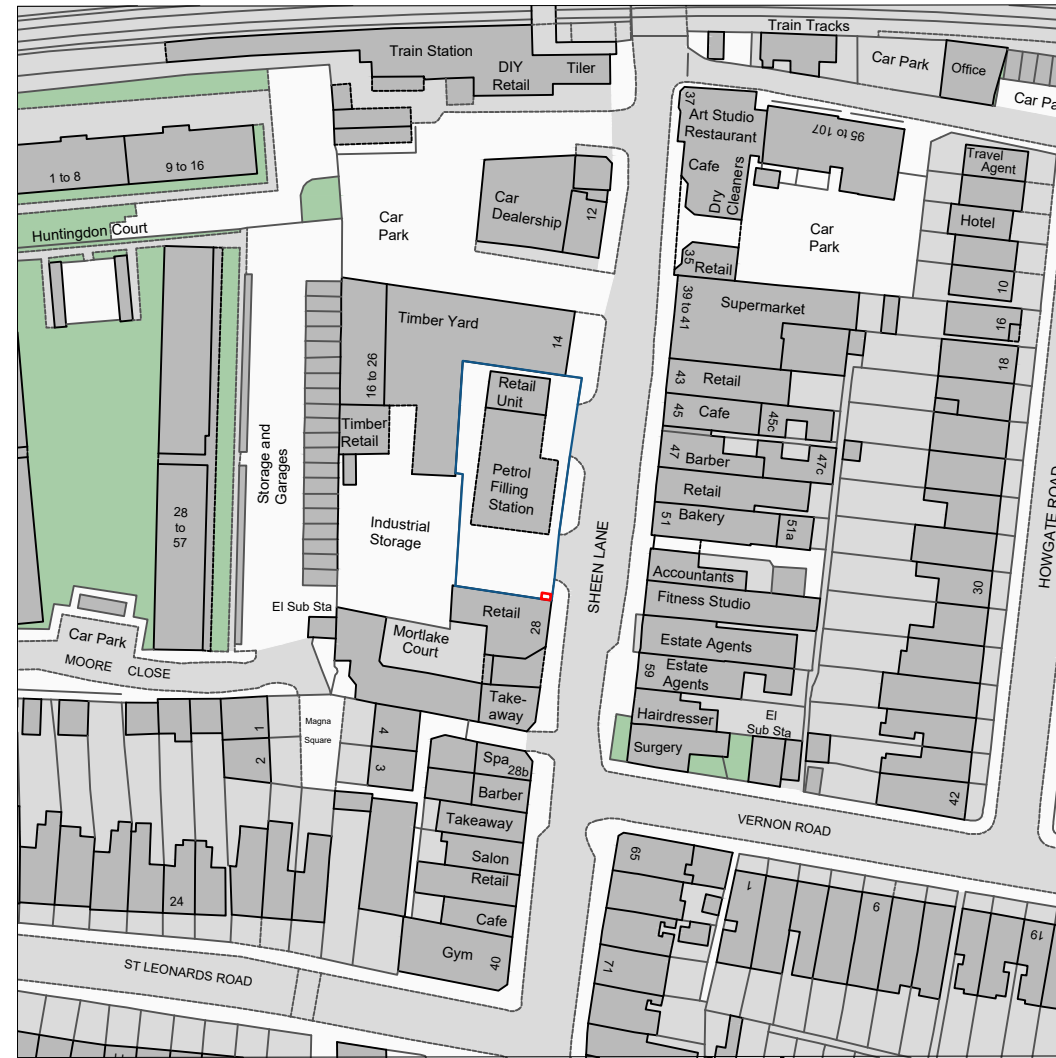 Train Tracks
Train Station
DIY
Retail
Tiler
Car Park
Office
Car Pa
37
Art Studio
Restaurant
95 to 107
Cafe
Dry
Cleaners
Travel
Agent
1 to 8
9 to 16
Car
Dealership
12
Huntingdon Court
Car
Park
Car
Park
Hotel
35
Retail
10
39 to 41
Supermarket
16
Timber Yard
14
18
16 to 26
Retail
Unit
43
Retail
Timber
Retail
45
Cafe
45c
Storage and
Garages
47
Barber
47c
Petrol
Filling
Station
Retail
HOWGATE ROAD
28
to
57
Industrial
Storage
51
Bakery
51a
SHEEN LANE
Accountants
30
El Sub Sta
Fitness Studio
Retail
28
Car Park
Mortlake
Court
Estate Agents
MOORE CLOSE
59
Estate
Agents
Take-
away
Hairdresser
El
Sub Sta
1
Magna
Square
4
Surgery
2
3
Spa
28b
Barber
42
Takeaway
VERNON ROAD
Salon
65
Retail
1
9
24
Cafe
19
Gym
40
71
ST LEONARDS ROAD